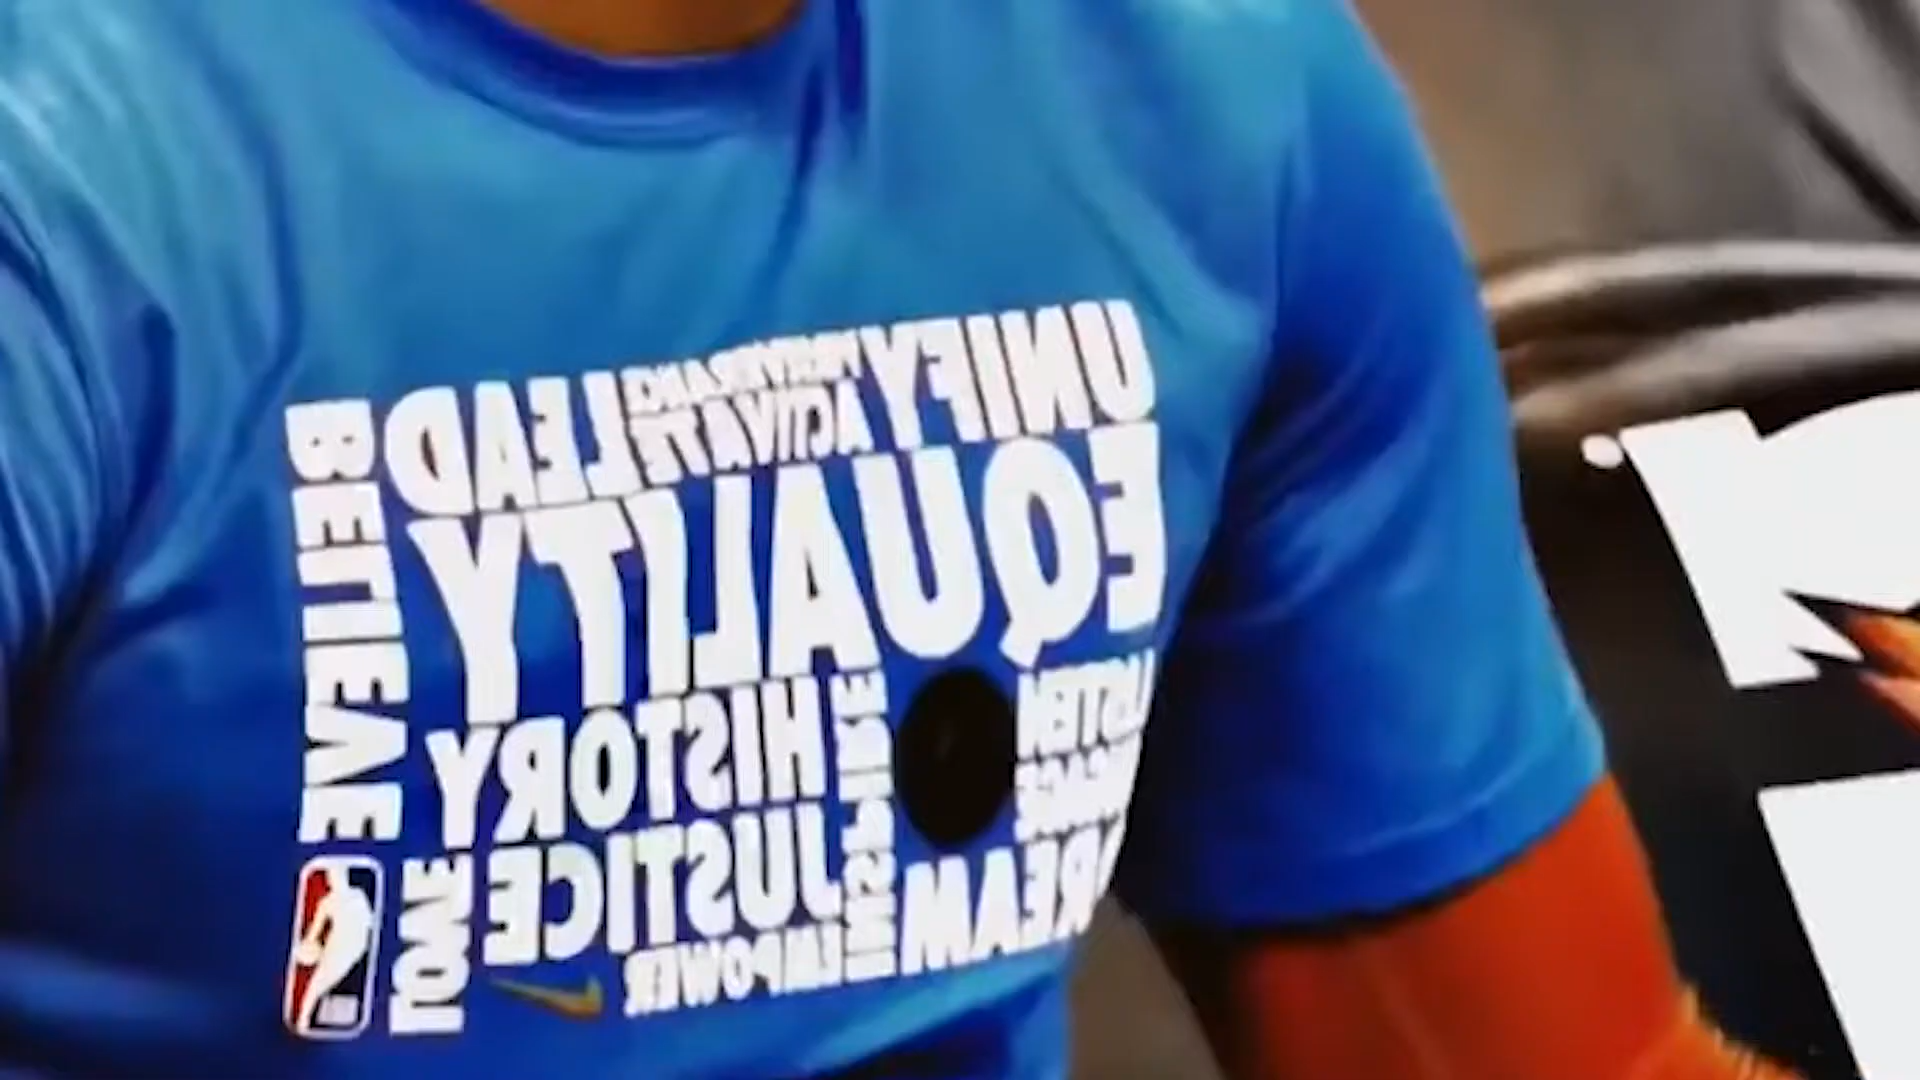 UNIFY ACTIVATE LEAD
EQUALITY
BELIEVE
HISTORY
LISTEN
JUSTICE
DREAM
EMPOWER
LOVE